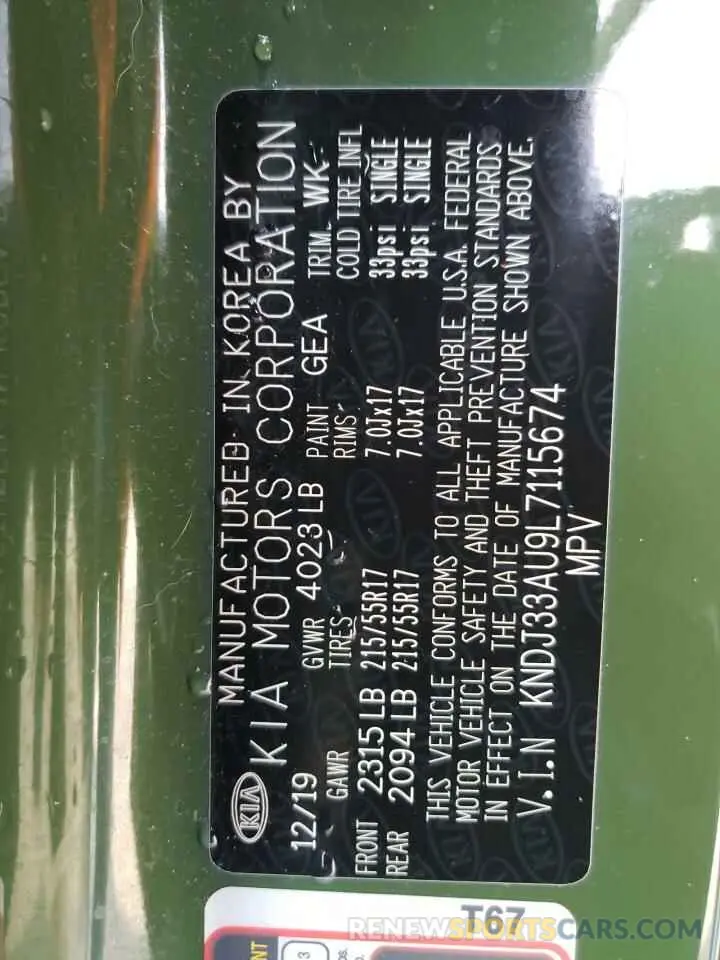 MANUFACTURED IN KOREA BY
KIA KIA MOTORS CORPORATION
12/19 GVWR 4023 LB PAINT GEA TRIM WK
GAWR TIRES RIMS COLD TIRE INFL
FRONT 2315 LB 215/55R17 7.0Jx17 33psi SINGLE
REAR 2094 LB 215/55R17 7.0Jx17 33psi SINGLE
THIS VEHICLE CONFORMS TO ALL APPLICABLE U.S.A. FEDERAL
MOTOR VEHICLE SAFETY AND THEFT PREVENTION STANDARDS
IN EFFECT ON THE DATE OF MANUFACTURE SHOWN ABOVE.
V.I.N KNDJ33AU9L7115674
MPV
T67
3
RENEWSPORTSCARS.COM